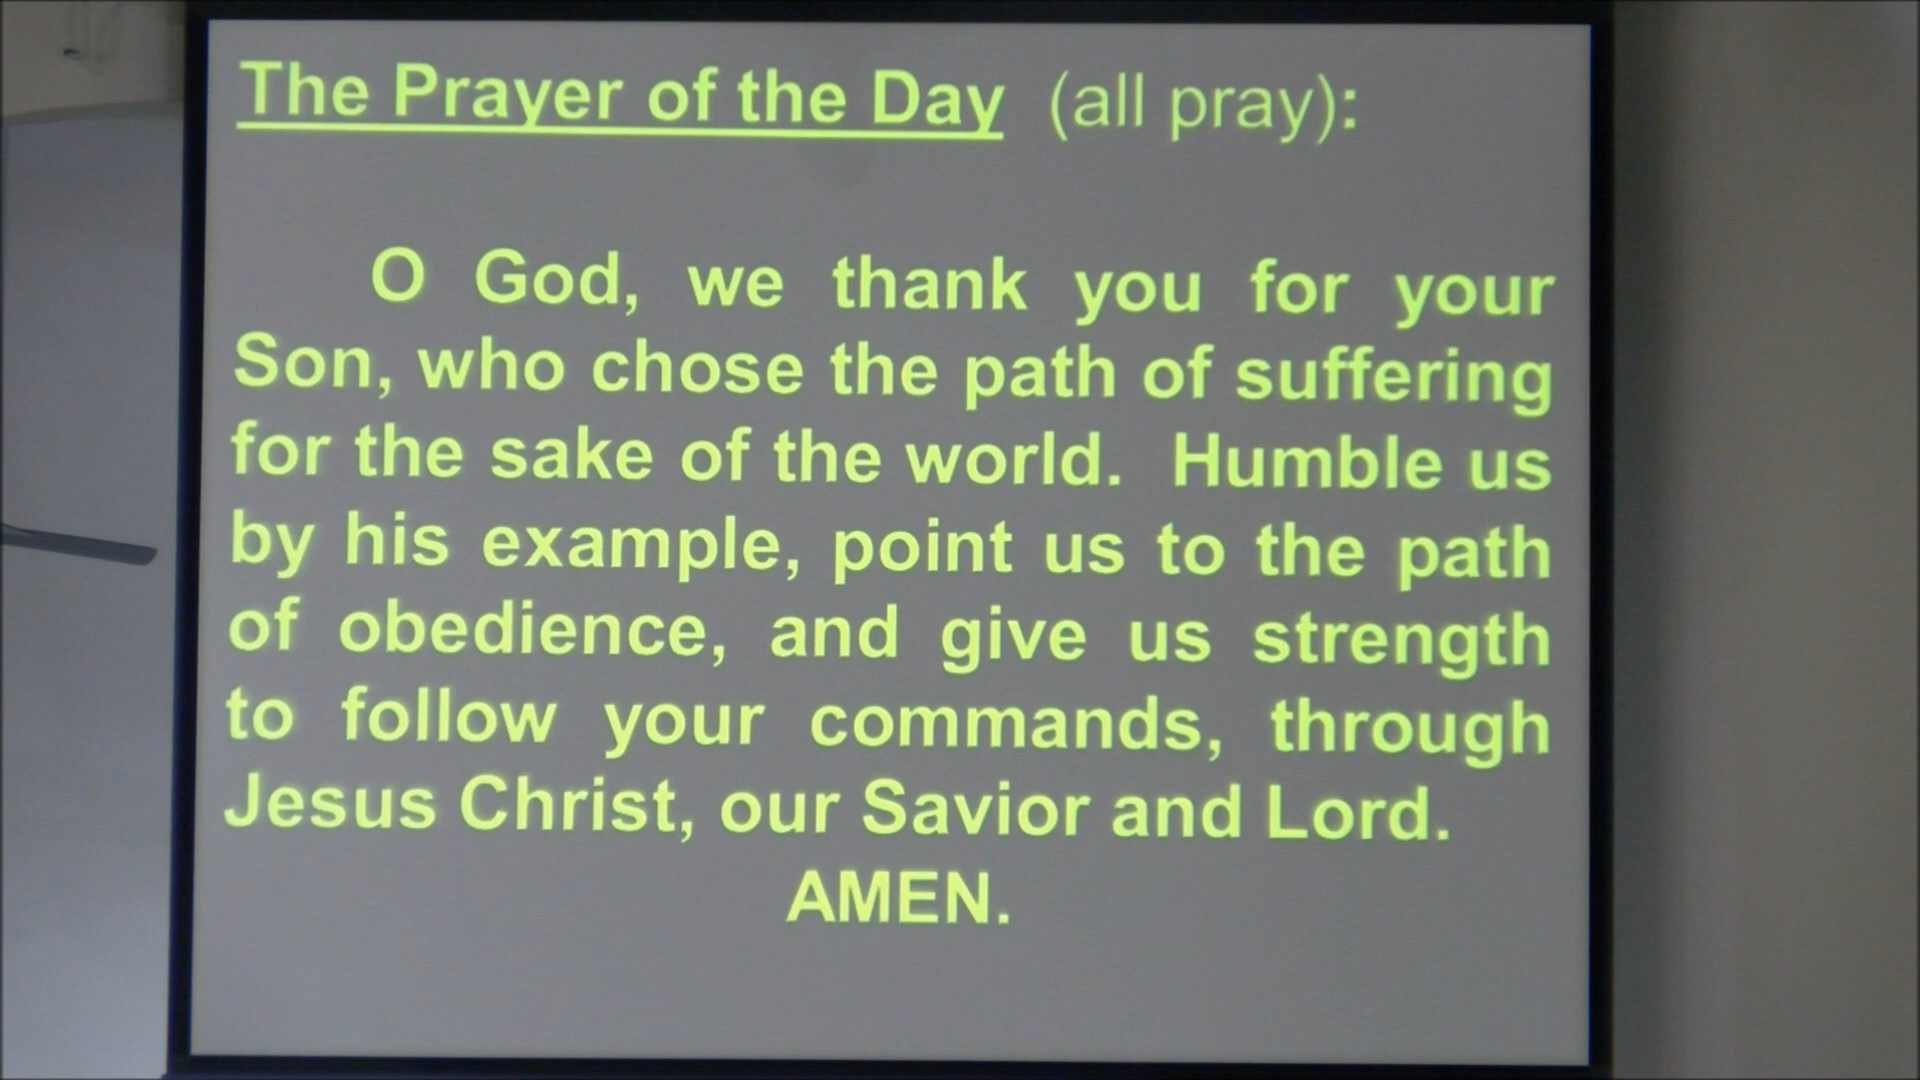 The Prayer of the Day (all pray):
O God, we thank you for your
Son, who chose the path of suffering
for the sake of the world. Humble us
by his example, point us to the path
of obedience, and give us strength
to follow your commands, through
Jesus Christ, our Savior and Lord.
AMEN.